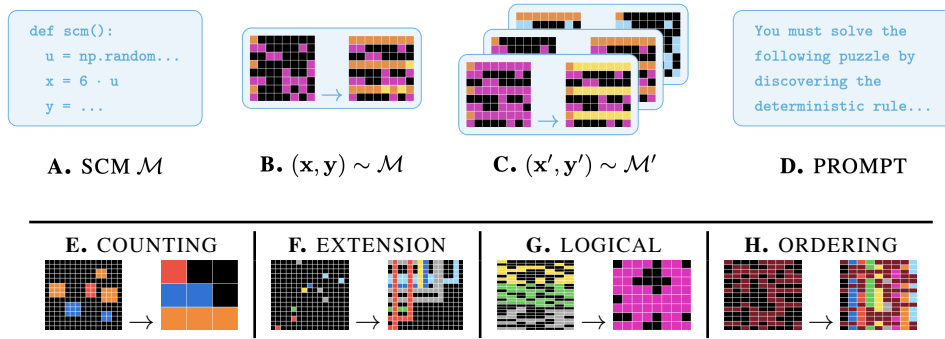 def scm():
u = np.random...
x = 6 · u
y = ...
You must solve the
following puzzle by
discovering the
deterministic rule...
A. SCM ℳ
B. (x, y) ∼ ℳ
C. (x′, y′) ∼ ℳ′
D. PROMPT
E. COUNTING
F. EXTENSION
G. LOGICAL
H. ORDERING